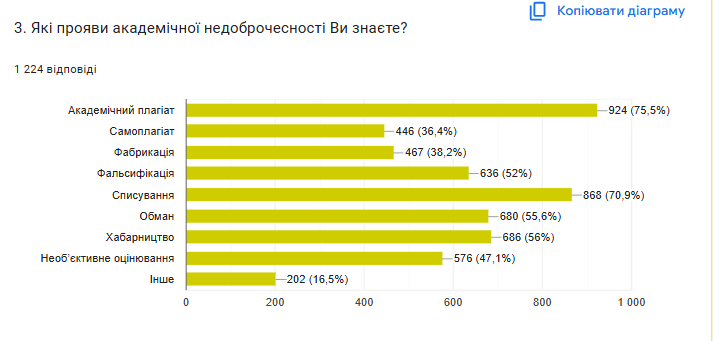 Копіювати діаграму
3. Які прояви академічної недоброчесності Ви знаєте?
1 224 відповіді
Академічний плагіат 924 (75,5%)
Самоплагіат 446 (36,4%)
Фабрикація 467 (38,2%)
Фальсифікація 636 (52%)
Списування 868 (70,9%)
Обман 680 (55,6%)
Хабарництво 686 (56%)
Необ'єктивне оцінювання 576 (47,1%)
Інше 202 (16,5%)
0 200 400 600 800 1 000